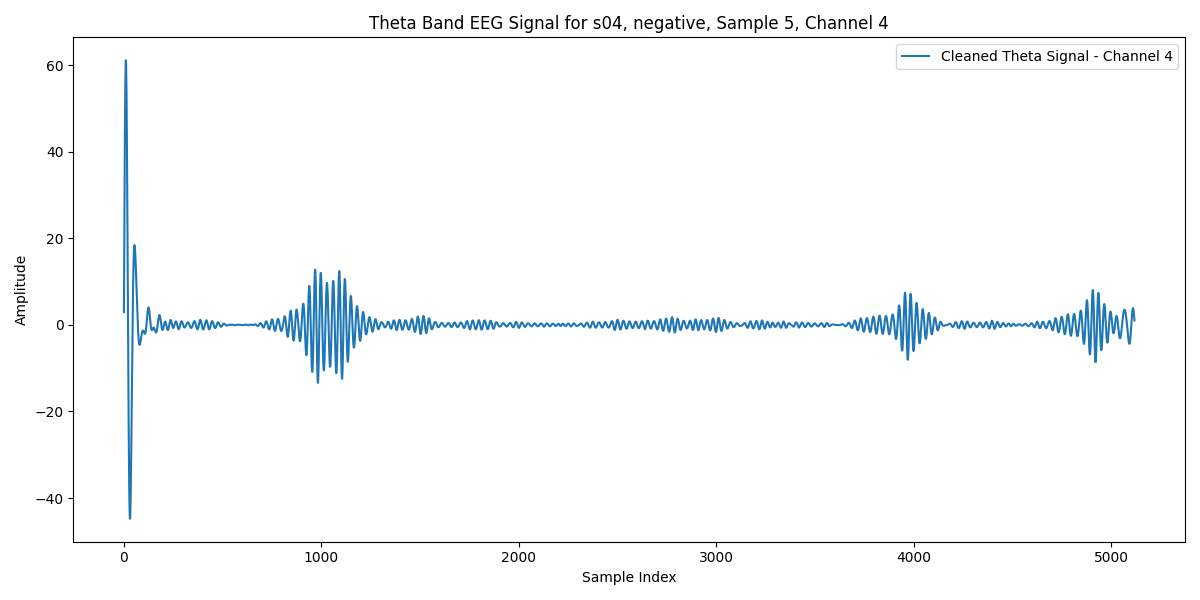 Theta Band EEG Signal for s04, negative, Sample 5, Channel 4
Cleaned Theta Signal - Channel 4
60
40
20
0
−20
−40
Amplitude
0 1000 2000 3000 4000 5000
Sample Index